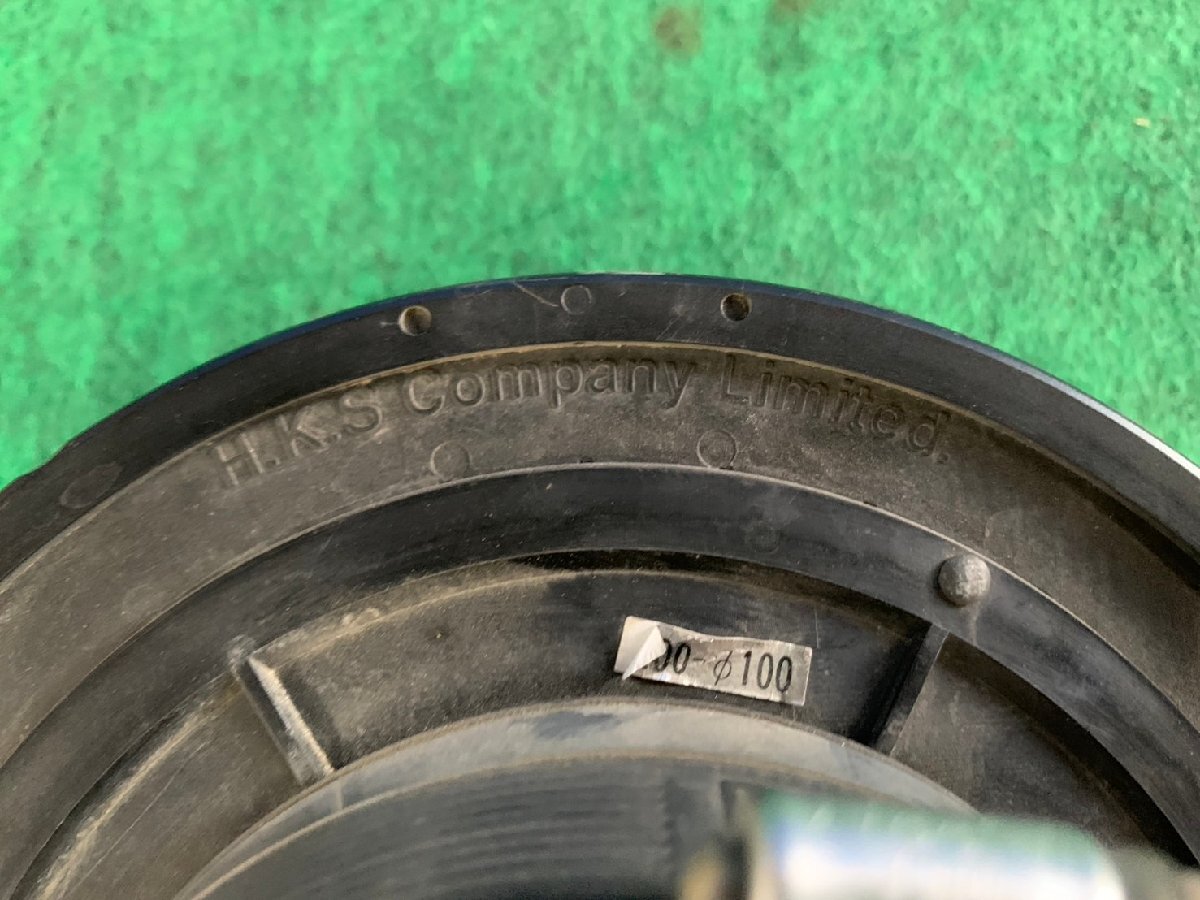 H.K.S Company Limited.
00-φ100